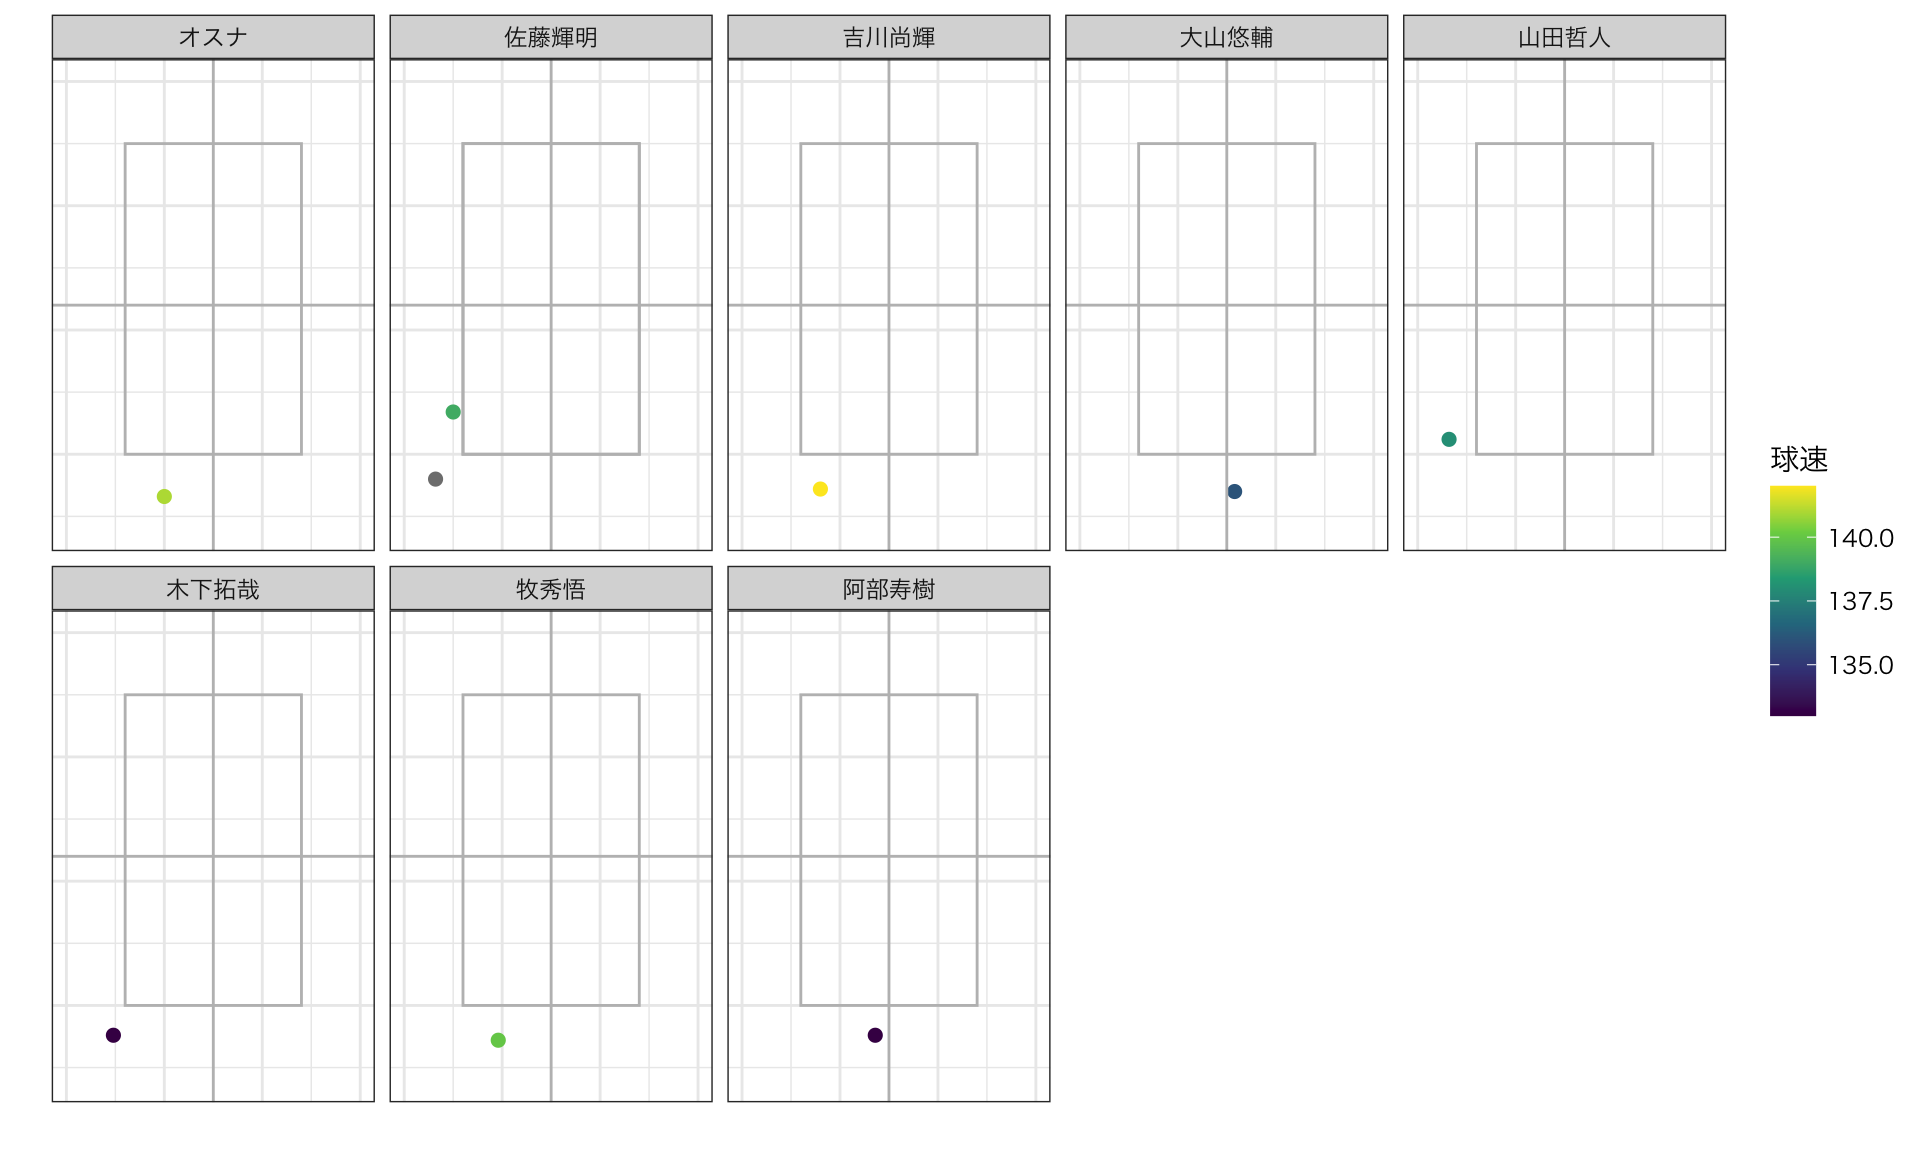 オスナ
佐藤輝明
吉川尚輝
大山悠輔
山田哲人
木下拓哉
牧秀悟
阿部寿樹
球速
140.0
137.5
135.0